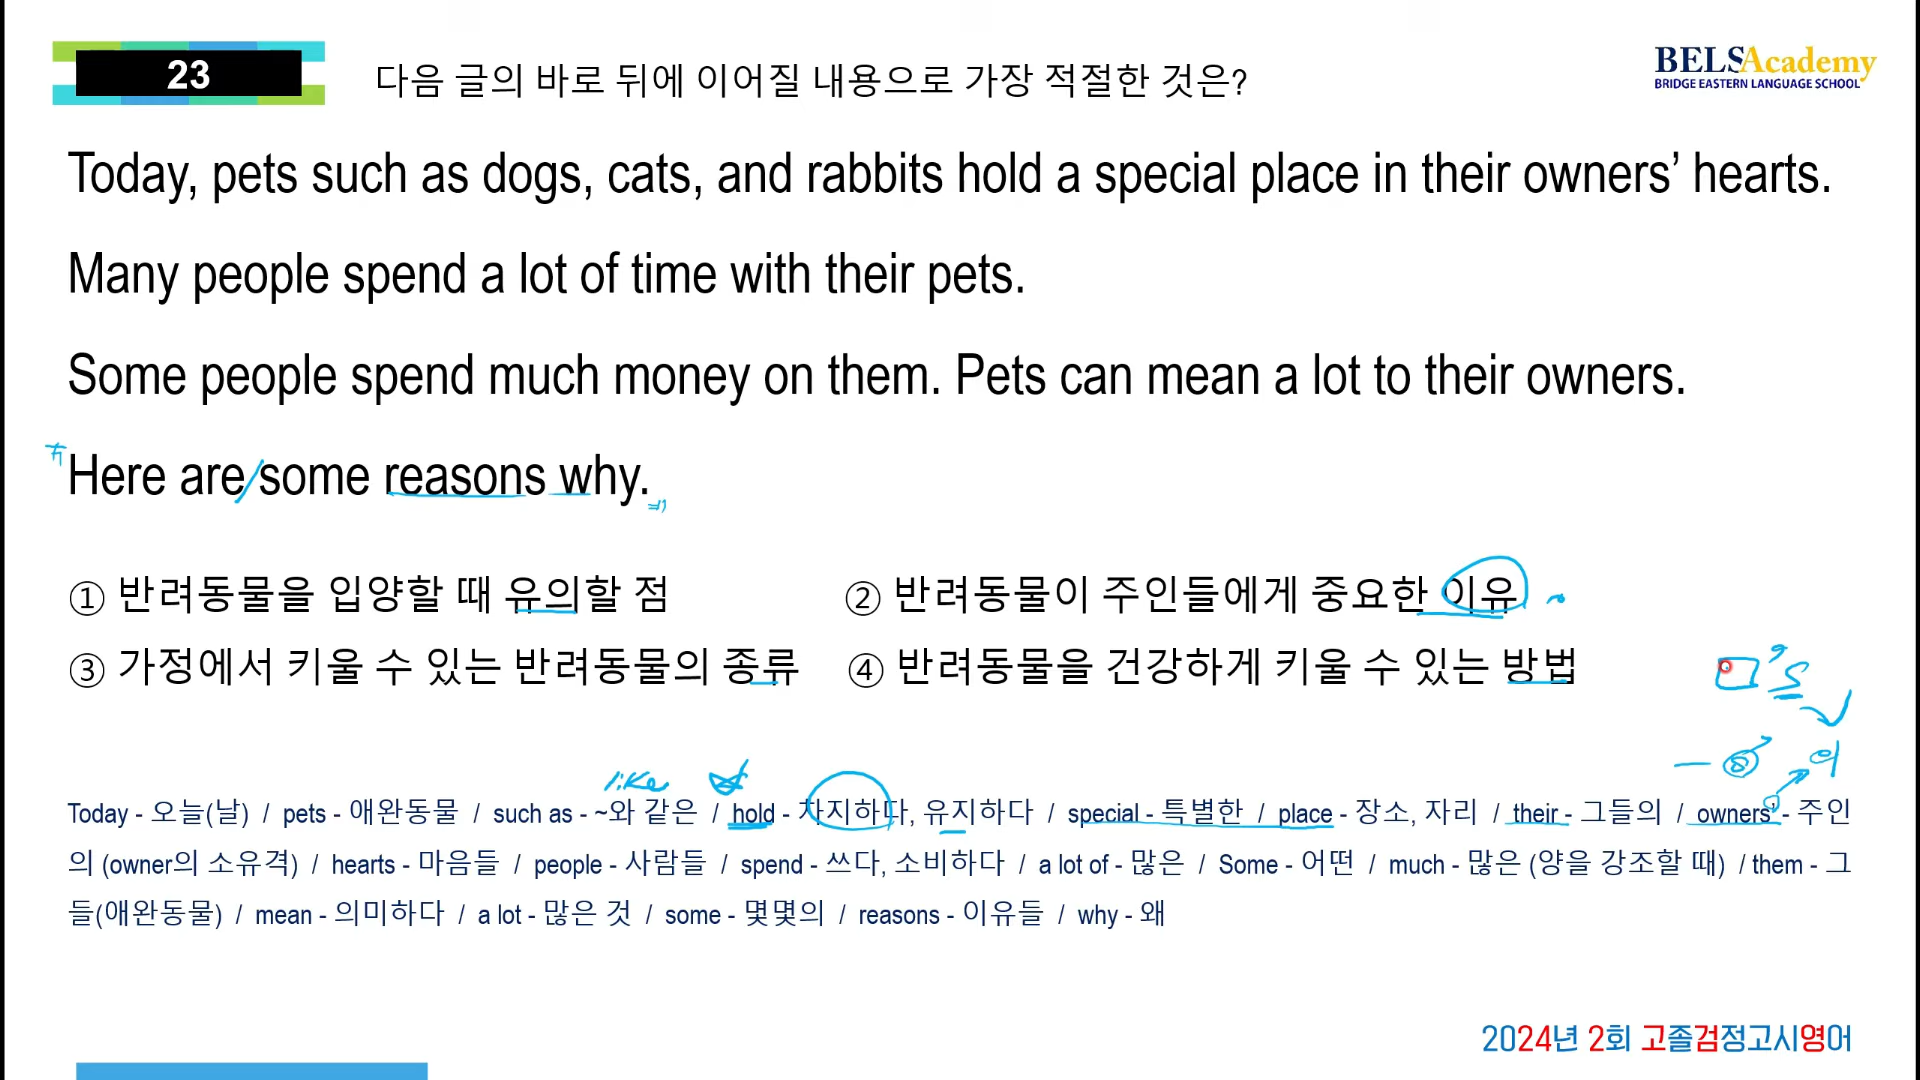 23
다음 글의 바로 뒤에 이어질 내용으로 가장 적절한 것은?
BELSAcademy
BRIDGE EASTERN LANGUAGE SCHOOL
Today, pets such as dogs, cats, and rabbits hold a special place in their owners’ hearts.
Many people spend a lot of time with their pets.
Some people spend much money on them. Pets can mean a lot to their owners.
Here are some reasons why.
① 반려동물을 입양할 때 유의할 점 ② 반려동물이 주인들에게 중요한 이유
③ 가정에서 키울 수 있는 반려동물의 종류 ④ 반려동물을 건강하게 키울 수 있는 방법
's
의
like
Today - 오늘(날) / pets - 애완동물 / such as - ~와 같은 / hold - 차지하다, 유지하다 / special - 특별한 / place - 장소, 자리 / their - 그들의 / owners’ - 주인
의 (owner의 소유격) / hearts - 마음들 / people - 사람들 / spend - 쓰다, 소비하다 / a lot of - 많은 / Some - 어떤 / much - 많은 (양을 강조할 때) / them - 그
들(애완동물) / mean - 의미하다 / a lot - 많은 것 / some - 몇몇의 / reasons - 이유들 / why - 왜
2024년 2회 고졸검정고시영어